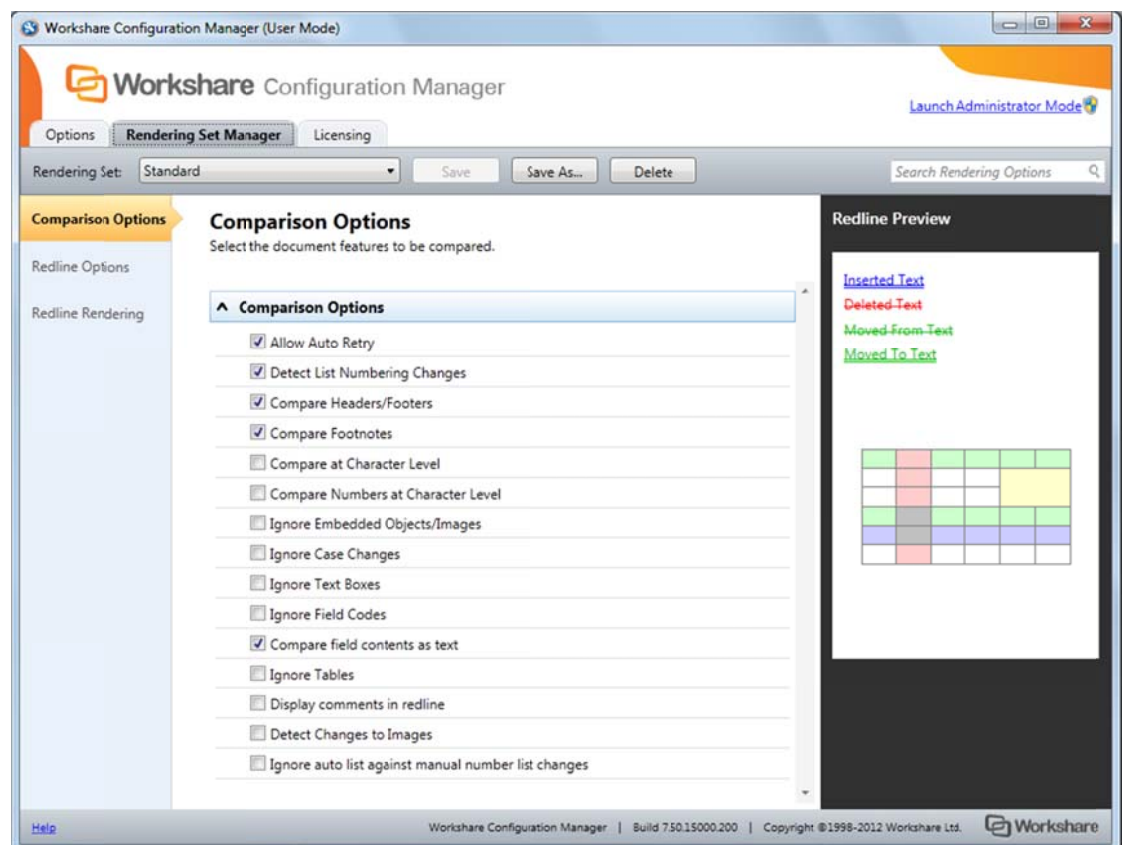 Workshare Configuration Manager (User Mode)
Workshare Configuration Manager
Launch Administrator Mode
Options Rendering Set Manager Licensing
Rendering Set: Standard Save Save As... Delete Search Rendering Options
Comparison Options
Redline Options
Redline Rendering
Comparison Options
Select the document features to be compared.
Comparison Options
Allow Auto Retry
Detect List Numbering Changes
Compare Headers/Footers
Compare Footnotes
Compare at Character Level
Compare Numbers at Character Level
Ignore Embedded Objects/Images
Ignore Case Changes
Ignore Text Boxes
Ignore Field Codes
Compare field contents as text
Ignore Tables
Display comments in redline
Detect Changes to Images
Ignore auto list against manual number list changes
Redline Preview
Inserted Text
Deleted Text
Moved From Text
Moved To Text
Help
Workshare Configuration Manager | Build 7.50.15000.200 | Copyright ©1998-2012 Workshare Ltd. Workshare